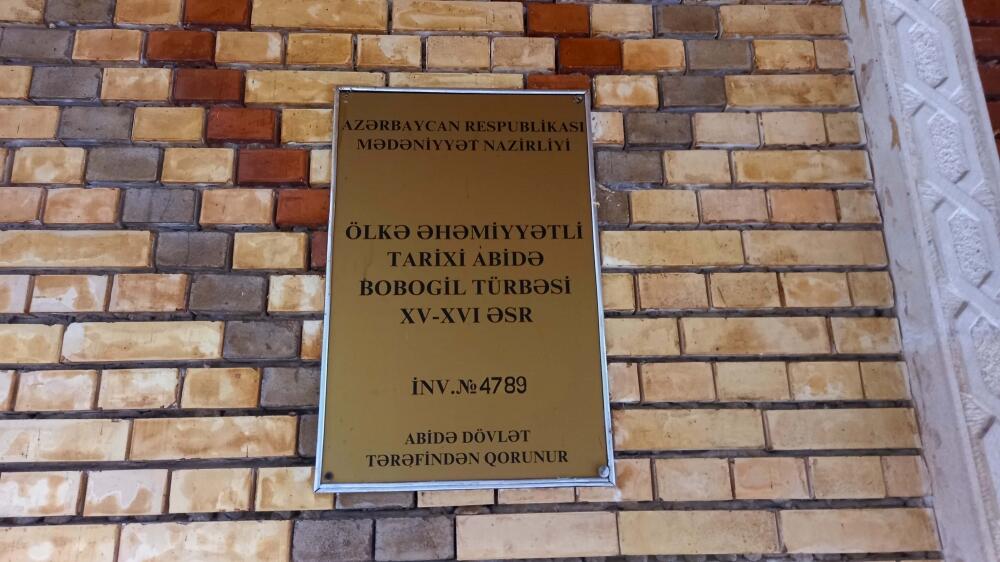 AZƏRBAYCAN RESPUBLİKASI
MƏDƏNİYYƏT NAZİRLİYİ
ÖLKƏ ƏHƏMİYYƏTLİ
TARİXİ ABİDƏ
BOBOGİL TÜRBƏSİ
XV-XVI ƏSR
İNV.№4789
ABİDƏ DÖVLƏT
TƏRƏFİNDƏN QORUNUR